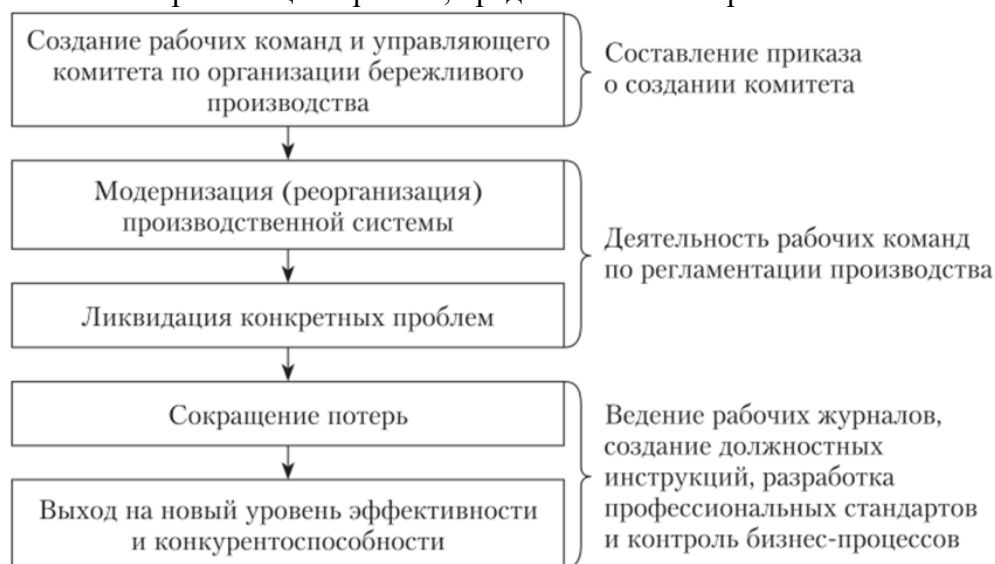 Создание рабочих команд и управляющего
комитета по организации бережливого
производства
Составление приказа
о создании комитета
Модернизация (реорганизация)
производственной системы
Ликвидация конкретных проблем
Деятельность рабочих команд
по регламентации производства
Сокращение потерь
Выход на новый уровень эффективности
и конкурентоспособности
Ведение рабочих журналов,
создание должностных
инструкций, разработка
профессиональных стандартов
и контроль бизнес-процессов